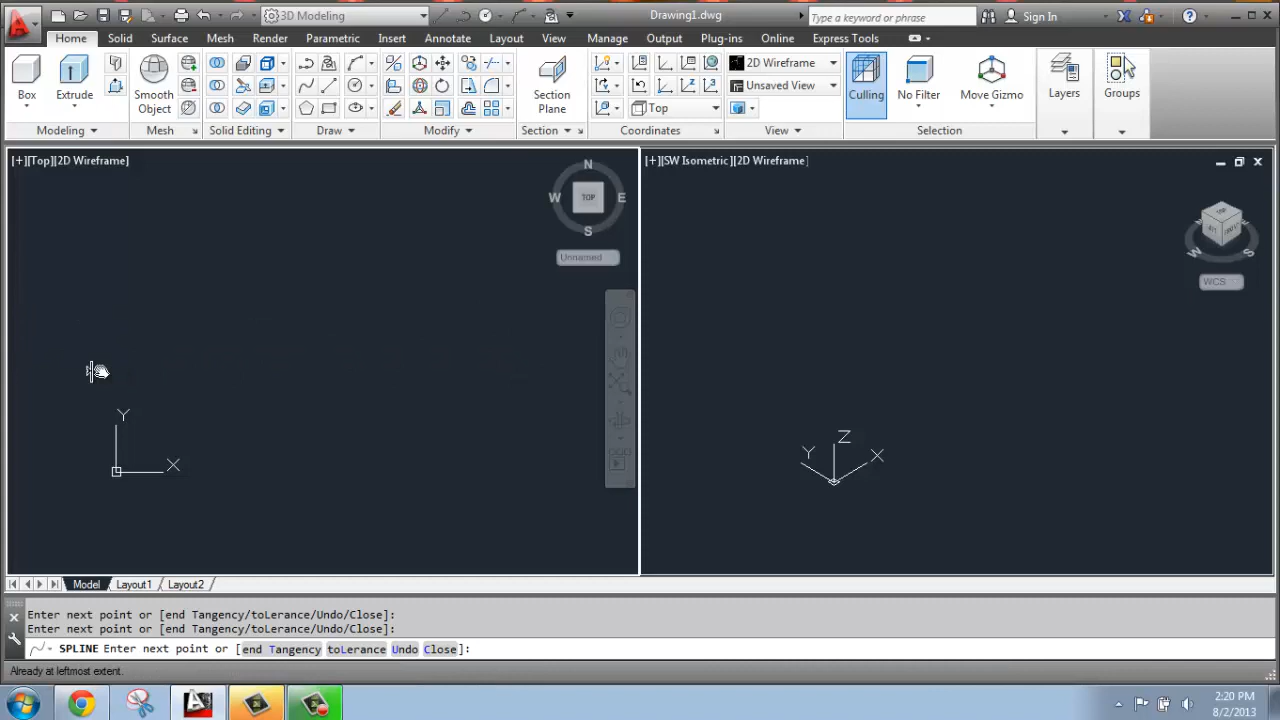 3D Modeling
Drawing1.dwg
Type a keyword or phrase
Sign In
Home Solid Surface Mesh Render Parametric Insert Annotate Layout View Manage Output Plug-ins Online Express Tools
2D Wireframe
Unsaved View
Top
Box
Extrude
Smooth
Object
Section
Plane
Culling
No Filter
Move Gizmo
Layers
Groups
Modeling Mesh Solid Editing Draw Modify Section Coordinates View Selection
[+][Top][2D Wireframe]
N
W TOP E
S
Unnamed
Y
X
[+][SW Isometric][2D Wireframe]
TOP
W S
WCS
Z
Y X
Model Layout1 Layout2
Enter next point or [end Tangency/toLerance/Undo/Close]:
Enter next point or [end Tangency/toLerance/Undo/Close]:
SPLINE Enter next point or [end Tangency toLerance Undo Close]:
Already at leftmost extent.
2:20 PM
8/2/2013